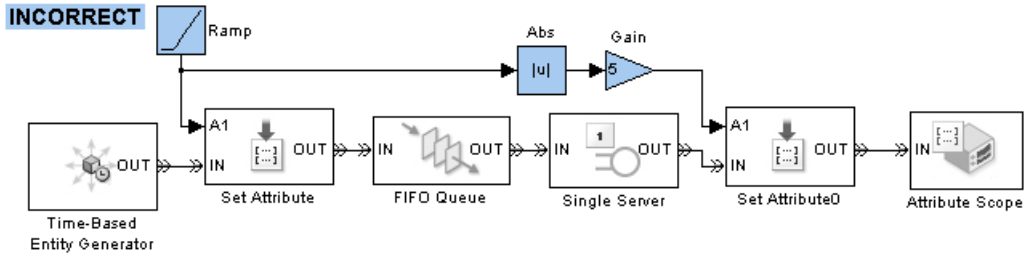 INCORRECT
Ramp
Abs
Gain
|u|
5
A1
IN
OUT
OUT
IN
OUT
IN
1
OUT
A1
IN
OUT
IN
Set Attribute
FIFO Queue
Single Server
Set Attribute0
Attribute Scope
Time-Based
Entity Generator